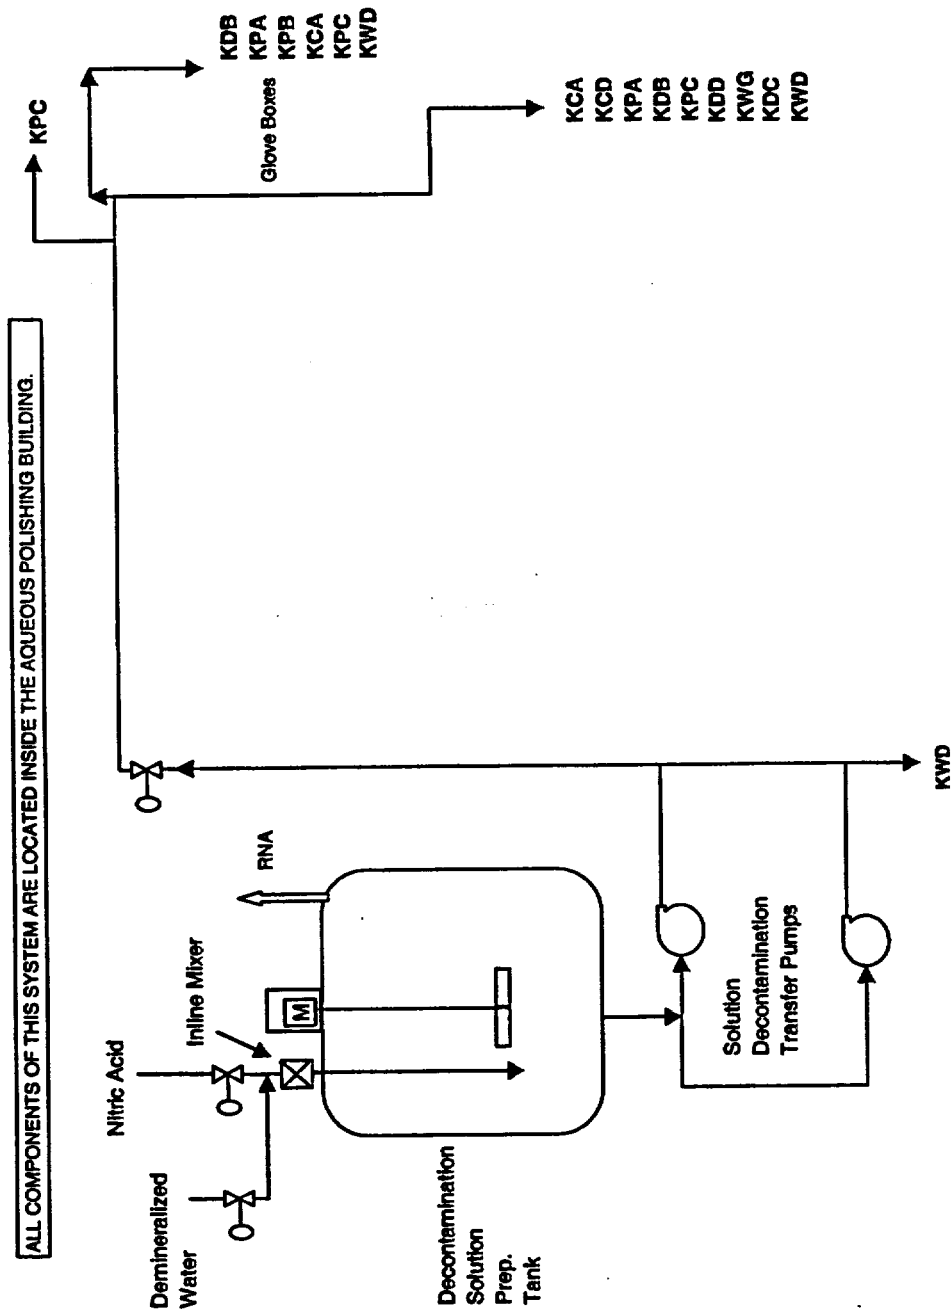 ALL COMPONENTS OF THIS SYSTEM ARE LOCATED INSIDE THE AQUEOUS POLISHING BUILDING.
Demineralized
Water
Nitric Acid
Inline Mixer
M
RNA
Decontamination
Solution
Prep.
Tank
Solution
Decontamination
Transfer Pumps
KWD
KPC
Glove Boxes
KDB
KPA
KPB
KCA
KPC
KWD
KCA
KCD
KPA
KDB
KPC
KDD
KWG
KDC
KWD